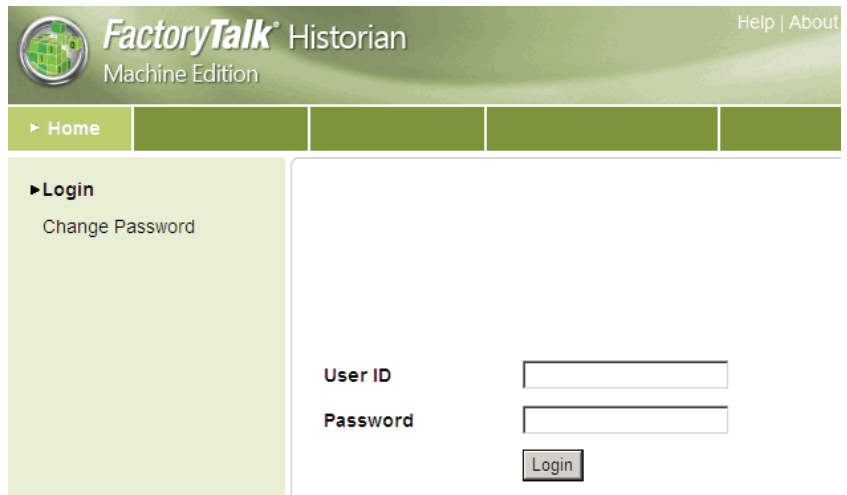 FactoryTalk® Historian
Machine Edition
Help | About
Home
Login
Change Password
User ID
Password
Login